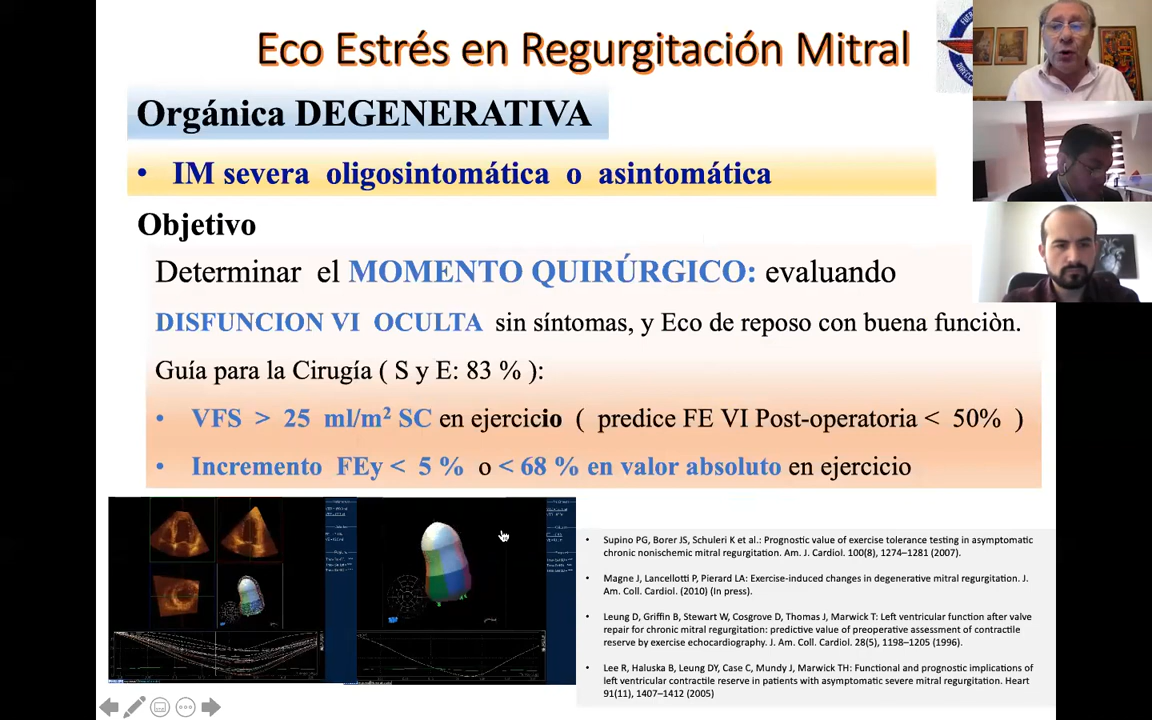 Eco Estrés en Regurgitación Mitral
Orgánica DEGENERATIVA
• IM severa oligosintomática o asintomática
Objetivo
Determinar el MOMENTO QUIRÚRGICO: evaluando
DISFUNCION VI OCULTA sin síntomas, y Eco de reposo con buena funciòn.
Guía para la Cirugía ( S y E: 83 % ):
• VFS > 25 ml/m² SC en ejercicio ( predice FE VI Post-operatoria < 50% )
• Incremento FEy < 5 % o < 68 % en valor absoluto en ejercicio
• Supino PG, Borer JS, Schuleri K et al.: Prognostic value of exercise tolerance testing in asymptomatic
chronic nonischemic mitral regurgitation. Am. J. Cardiol. 100(8), 1274–1281 (2007).
• Magne J, Lancellotti P, Pierard LA: Exercise-induced changes in degenerative mitral regurgitation. J.
Am. Coll. Cardiol. (2010) (In press).
• Leung D, Griffin B, Stewart W, Cosgrove D, Thomas J, Marwick T: Left ventricular function after valve
repair for chronic mitral regurgitation: predictive value of preoperative assessment of contractile
reserve by exercise echocardiography. J. Am. Coll. Cardiol. 28(5), 1198–1205 (1996).
• Lee R, Haluska B, Leung DY, Case C, Mundy J, Marwick TH: Functional and prognostic implications of
left ventricular contractile reserve in patients with asymptomatic severe mitral regurgitation. Heart
91(11), 1407–1412 (2005)